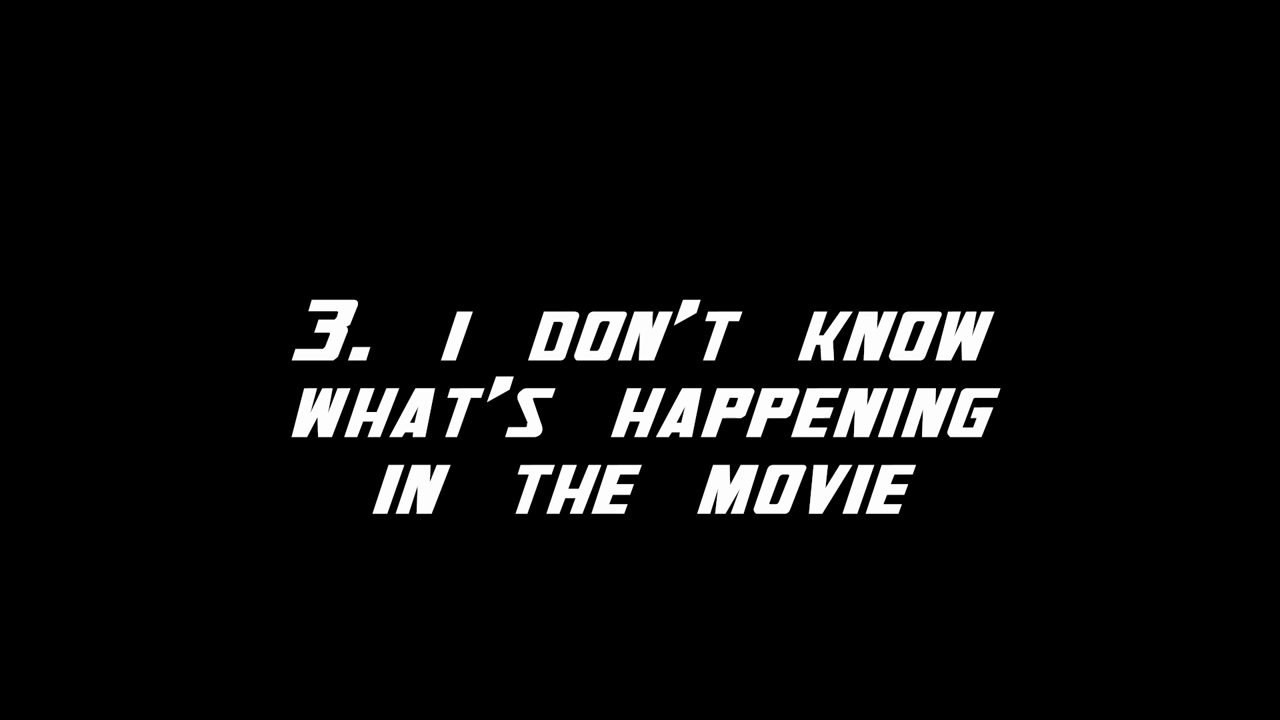 3. I DON'T KNOW
WHAT'S HAPPENING
IN THE MOVIE